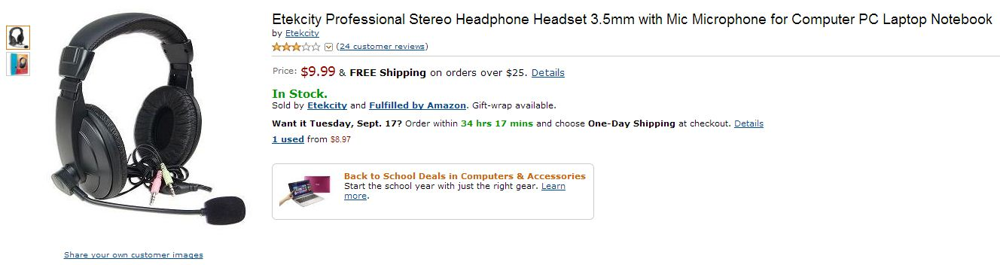 Etekcity Professional Stereo Headphone Headset 3.5mm with Mic Microphone for Computer PC Laptop Notebook
by Etekcity
(24 customer reviews)
Price: $9.99 & FREE Shipping on orders over $25. Details
In Stock.
Sold by Etekcity and Fulfilled by Amazon. Gift-wrap available.
Want it Tuesday, Sept. 17? Order within 34 hrs 17 mins and choose One-Day Shipping at checkout. Details
1 used from $8.97
Back to School Deals in Computers & Accessories
Start the school year with just the right gear. Learn
more.
Share your own customer images